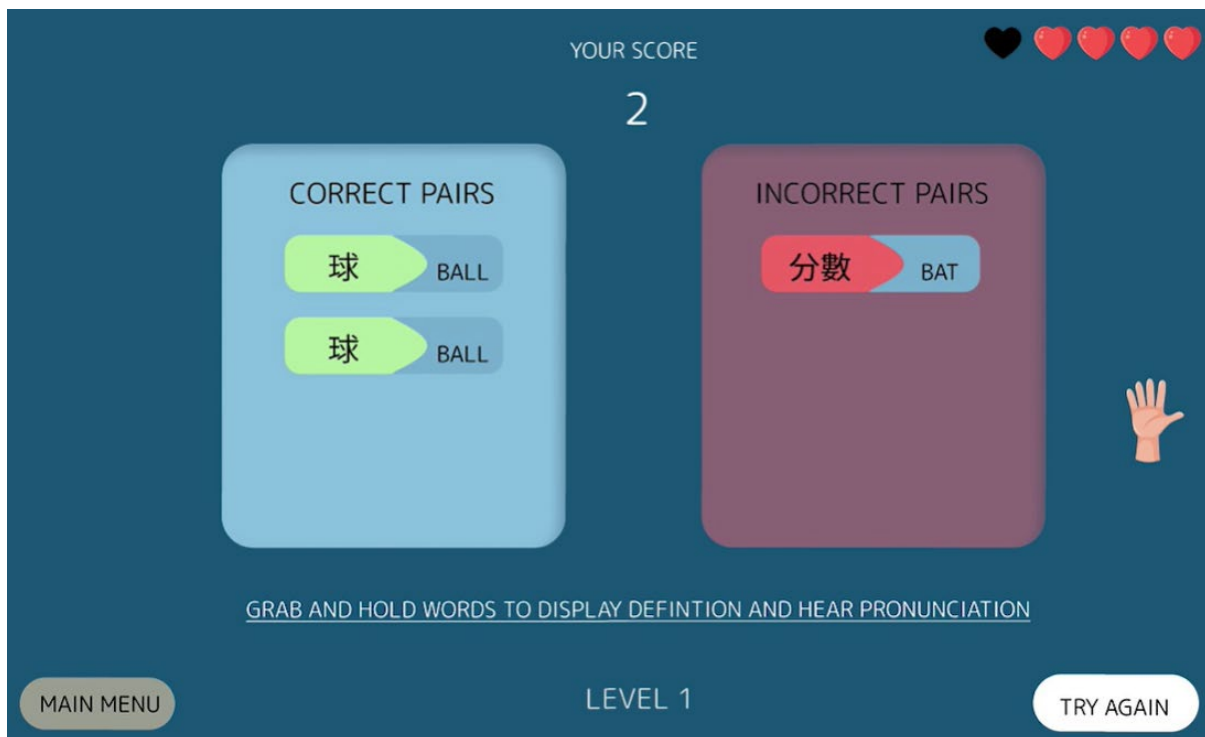 YOUR SCORE
2
CORRECT PAIRS
球 BALL
球 BALL
INCORRECT PAIRS
分數 BAT
GRAB AND HOLD WORDS TO DISPLAY DEFINTION AND HEAR PRONUNCIATION
MAIN MENU
LEVEL 1
TRY AGAIN